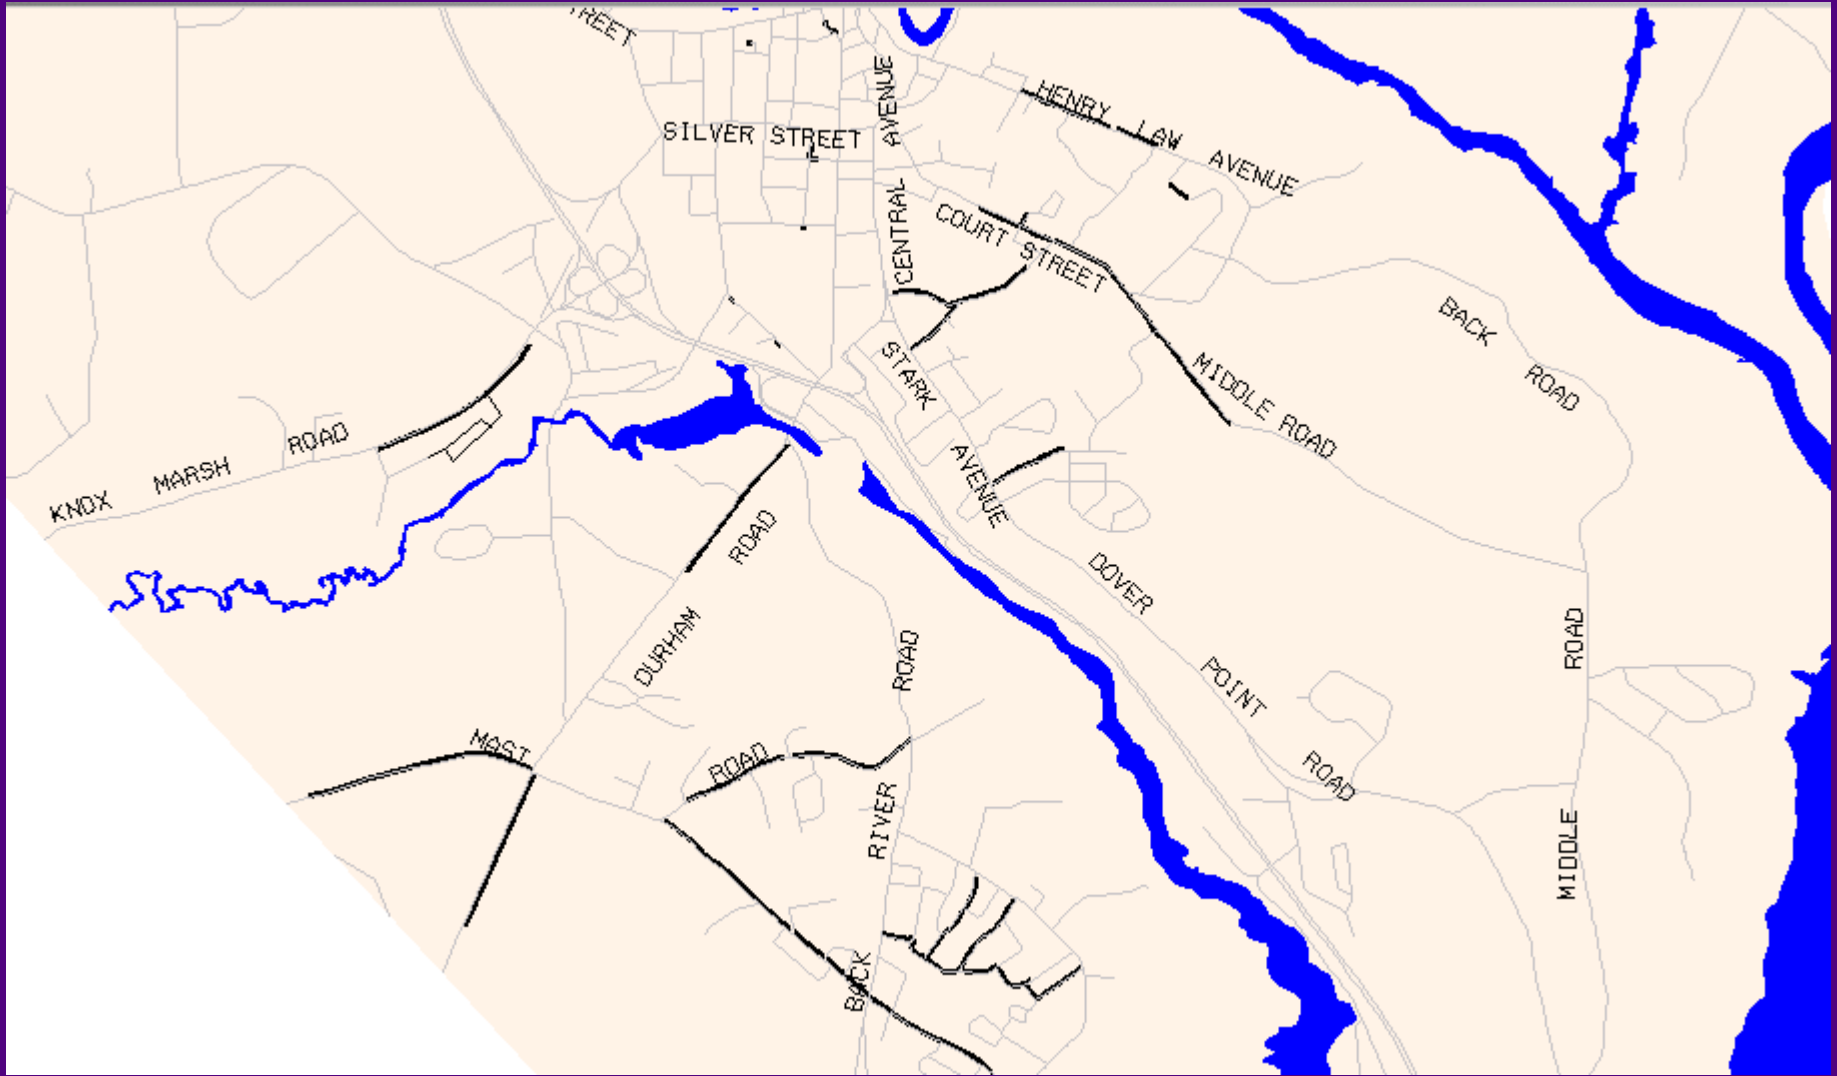 TREET
HENRY LAW AVENUE
SILVER STREET
CENTRAL AVENUE
COURT STREET
BACK ROAD
STARK AVENUE
MIDDLE ROAD
KNOX MARSH ROAD
DURHAM ROAD
DOVER POINT ROAD
MIDDLE ROAD
MAST ROAD
BACK RIVER ROAD